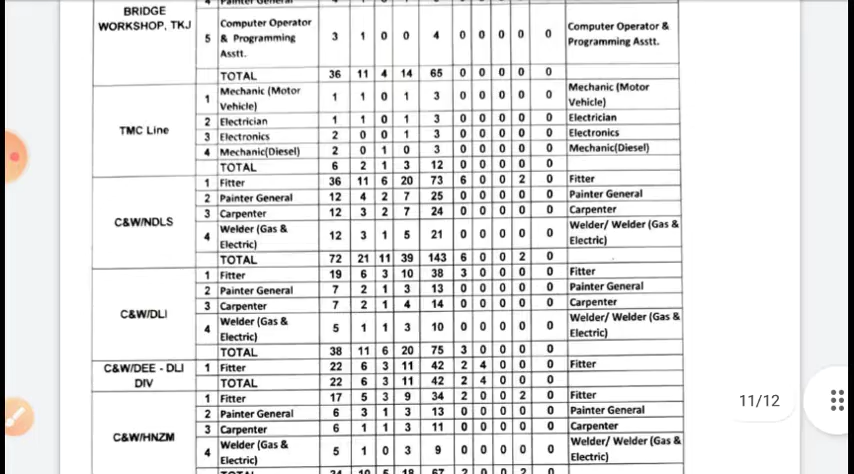 4 Painter General
BRIDGE WORKSHOP, TKJ
5 Computer Operator & Programming Asstt. 3 1 0 0 4 0 0 0 0 0 Computer Operator & Programming Asstt.
TOTAL 36 11 4 14 65 0 0 0 0 0
TMC Line
1 Mechanic (Motor Vehicle) 1 1 0 1 3 0 0 0 0 0 Mechanic (Motor Vehicle)
2 Electrician 1 1 0 1 3 0 0 0 0 0 Electrician
3 Electronics 2 0 0 1 3 0 0 0 0 0 Electronics
4 Mechanic(Diesel) 2 0 1 0 3 0 0 0 0 0 Mechanic(Diesel)
TOTAL 6 2 1 3 12 0 0 0 0 0
C&W/NDLS
1 Fitter 36 11 6 20 73 6 0 0 2 0 Fitter
2 Painter General 12 4 2 7 25 0 0 0 0 0 Painter General
3 Carpenter 12 3 2 7 24 0 0 0 0 0 Carpenter
4 Welder (Gas & Electric) 12 3 1 5 21 0 0 0 0 0 Welder/ Welder (Gas & Electric)
TOTAL 72 21 11 39 143 6 0 0 2 0
C&W/DLI
1 Fitter 19 6 3 10 38 3 0 0 0 0 Fitter
2 Painter General 7 2 1 3 13 0 0 0 0 0 Painter General
3 Carpenter 7 2 1 4 14 0 0 0 0 0 Carpenter
4 Welder (Gas & Electric) 5 1 1 3 10 0 0 0 0 0 Welder/ Welder (Gas & Electric)
TOTAL 38 11 6 20 75 3 0 0 0 0
C&W/DEE - DLI DIV
1 Fitter 22 6 3 11 42 2 4 0 0 0 Fitter
TOTAL 22 6 3 11 42 2 4 0 0 0
C&W/HNZM
1 Fitter 17 5 3 9 34 2 0 0 2 0 Fitter
2 Painter General 6 3 1 3 13 0 0 0 0 0 Painter General
3 Carpenter 6 1 1 3 11 0 0 0 0 0 Carpenter
4 Welder (Gas & Electric) 5 1 0 3 9 0 0 0 0 0 Welder/ Welder (Gas & Electric)
TOTAL 34 10 5 18 67 2 0 0 2 0
11/12